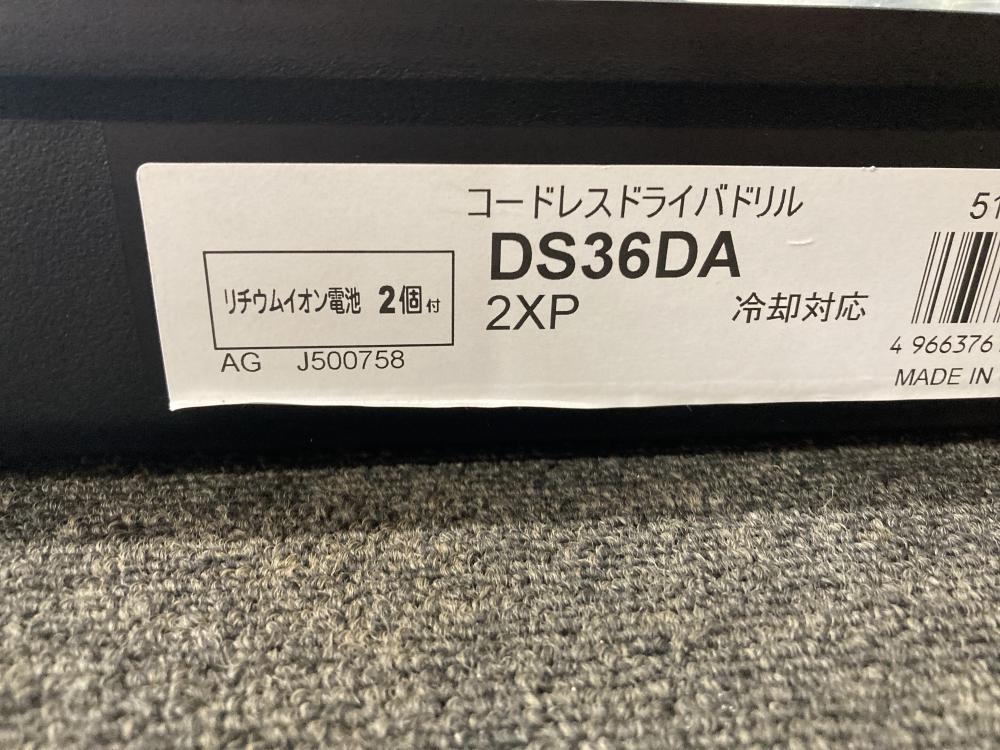 コードレスドライバドリル
51
DS36DA
リチウムイオン電池 2個付
2XP
冷却対応
AG J500758
4 966376
MADE IN